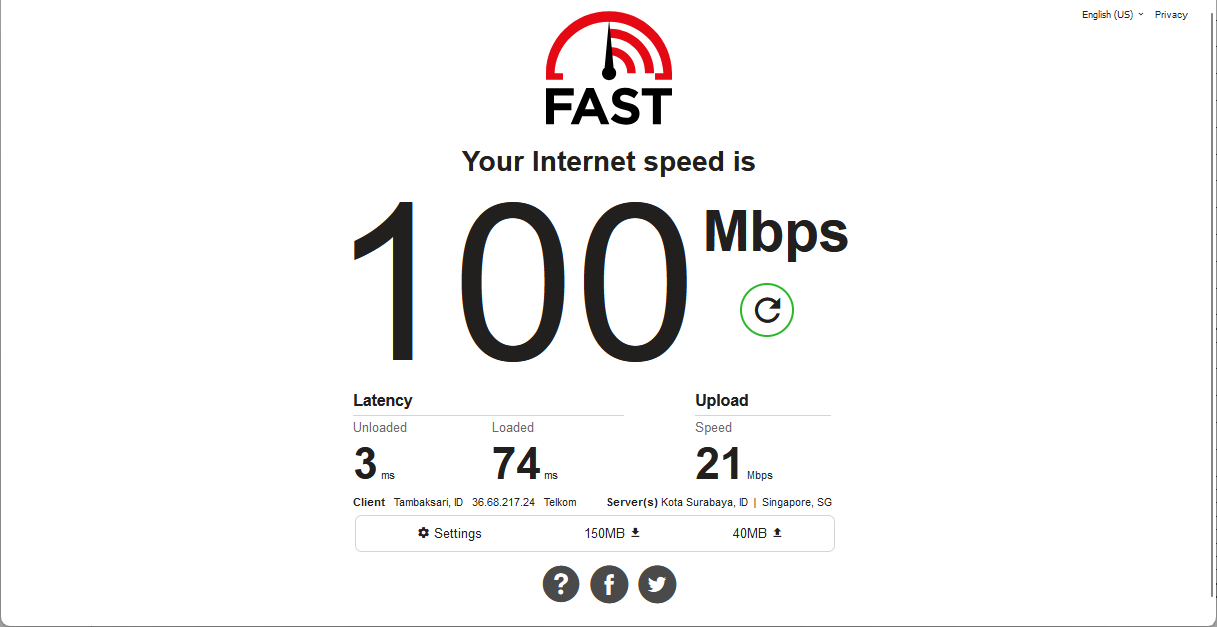 English (US) Privacy
FAST
Your Internet speed is
100 Mbps
Latency Upload
Unloaded Loaded Speed
3 ms 74 ms 21 Mbps
Client Tambaksari, ID 36.68.217.24 Telkom Server(s) Kota Surabaya, ID | Singapore, SG
Settings 150MB 40MB
?